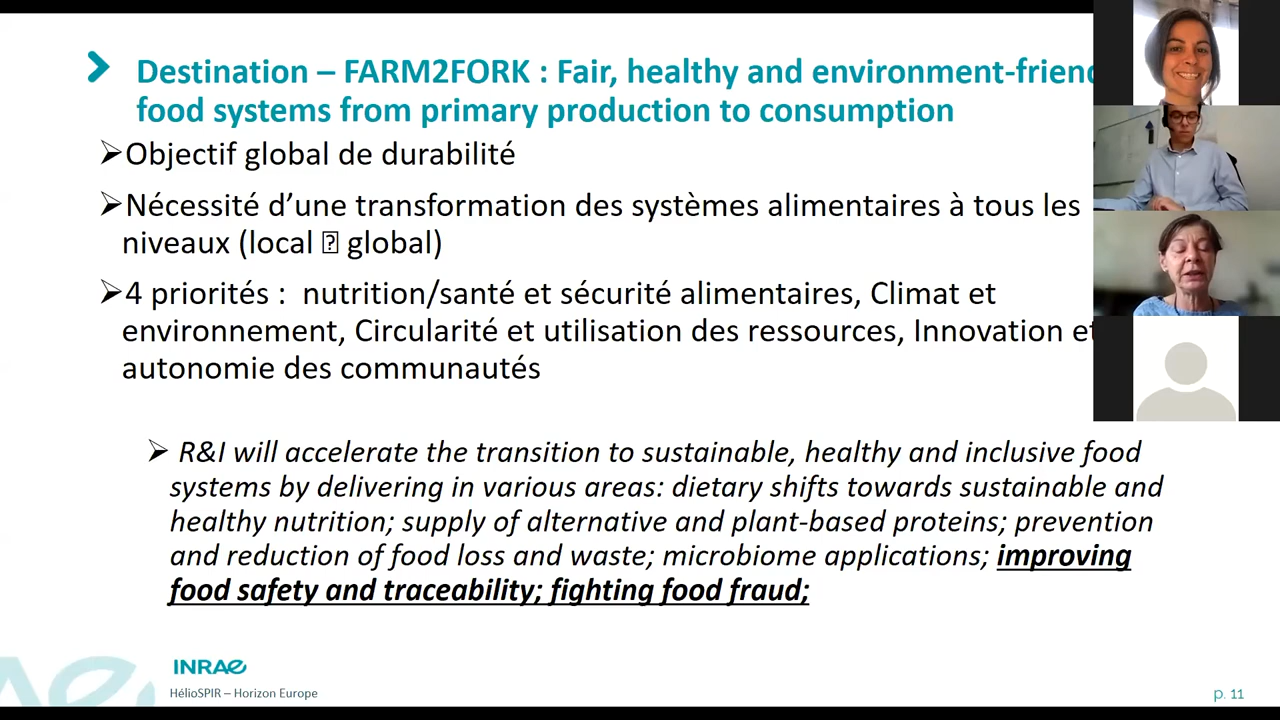 Destination – FARM2FORK : Fair, healthy and environment-frien
food systems from primary production to consumption
➢Objectif global de durabilité
➢Nécessité d'une transformation des systèmes alimentaires à tous les
niveaux (local ⍰ global)
➢4 priorités : nutrition/santé et sécurité alimentaires, Climat et
environnement, Circularité et utilisation des ressources, Innovation et
autonomie des communautés
➢ R&I will accelerate the transition to sustainable, healthy and inclusive food
systems by delivering in various areas: dietary shifts towards sustainable and
healthy nutrition; supply of alternative and plant-based proteins; prevention
and reduction of food loss and waste; microbiome applications; improving
food safety and traceability; fighting food fraud;
INRAE
HélioSPIR – Horizon Europe
p. 11